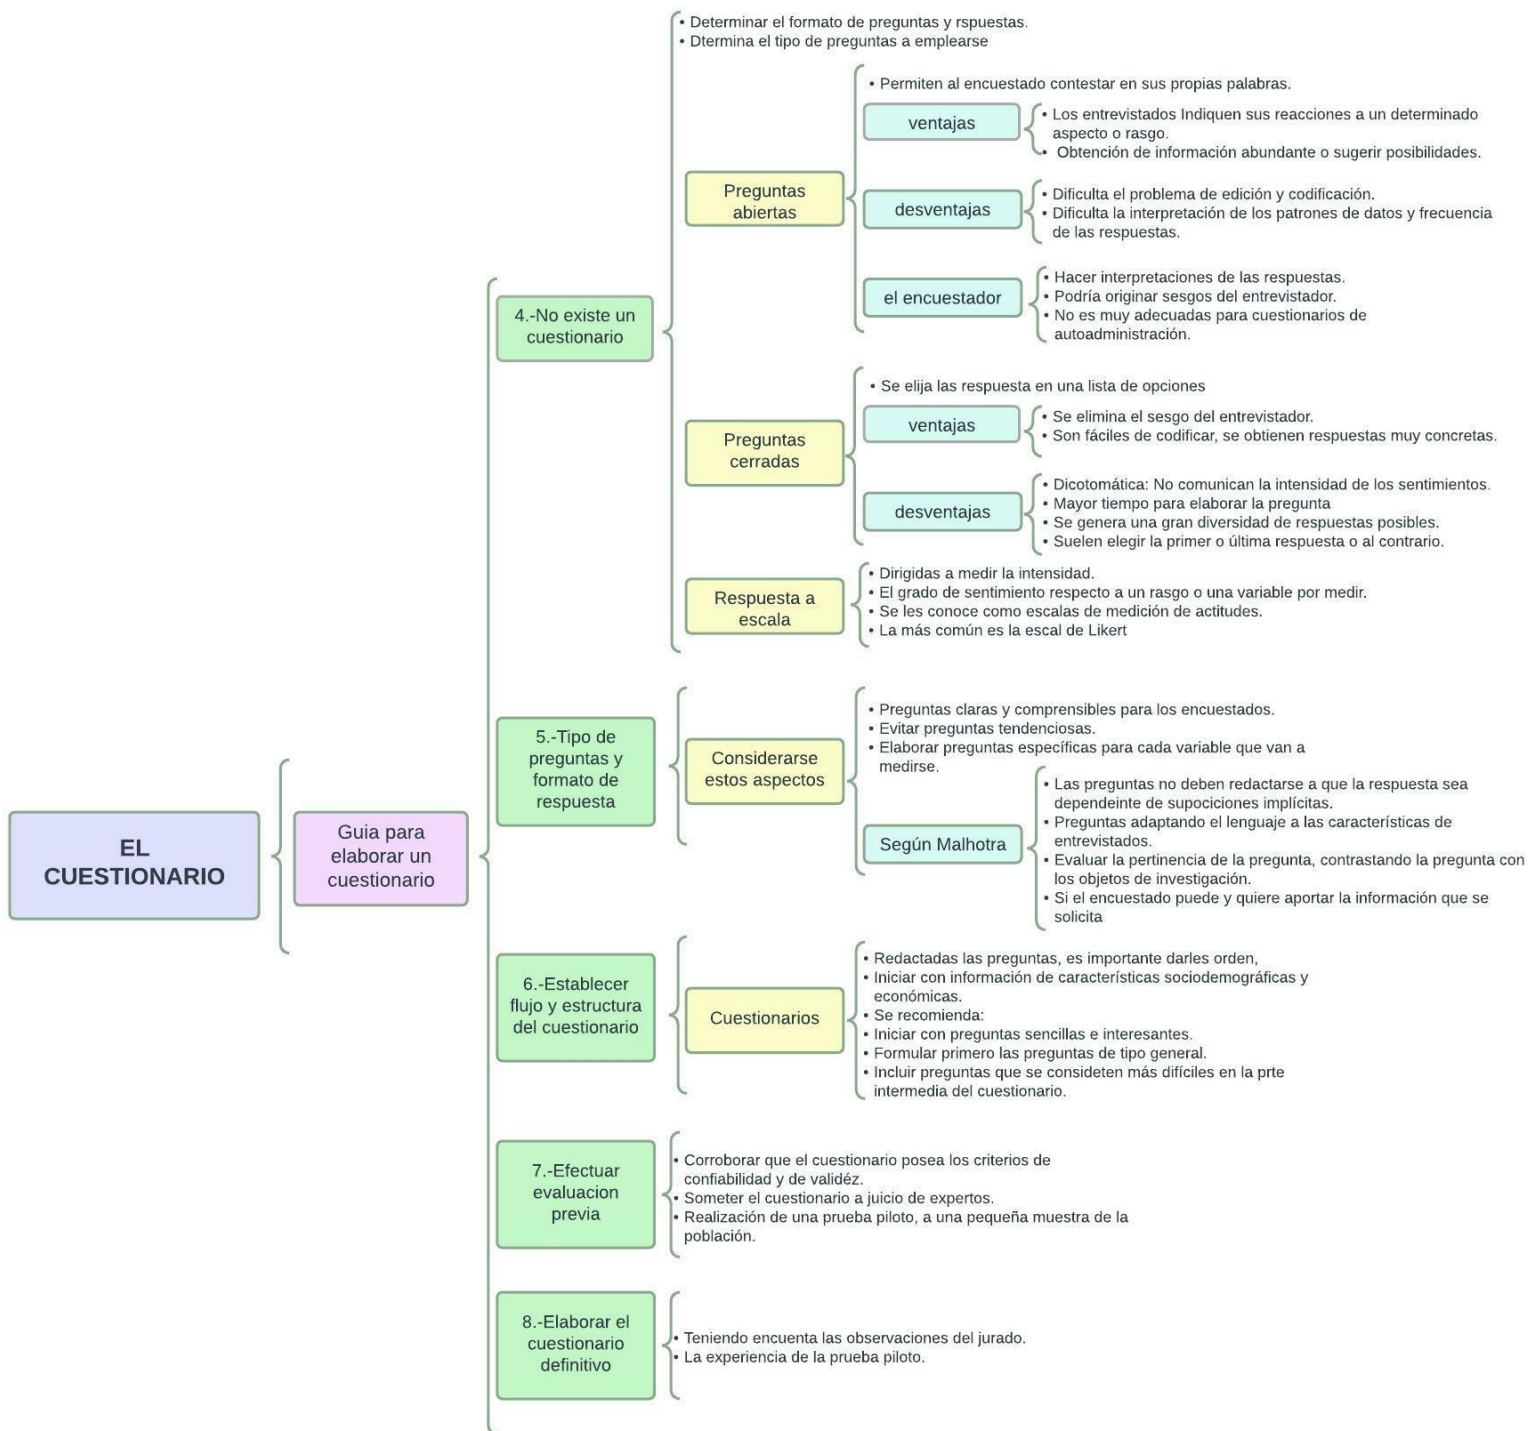 EL
CUESTIONARIO
Guia para
elaborar un
cuestionario
4.-No existe un
cuestionario
• Determinar el formato de preguntas y rspuestas.
• Dtermina el tipo de preguntas a emplearse
Preguntas
abiertas
• Permiten al encuestado contestar en sus propias palabras.
ventajas
• Los entrevistados Indiquen sus reacciones a un determinado
aspecto o rasgo.
• Obtención de información abundante o sugerir posibilidades.
desventajas
• Dificulta el problema de edición y codificación.
• Dificulta la interpretación de los patrones de datos y frecuencia
de las respuestas.
el encuestador
• Hacer interpretaciones de las respuestas.
• Podría originar sesgos del entrevistador.
• No es muy adecuadas para cuestionarios de
autoadministración.
Preguntas
cerradas
• Se elija las respuesta en una lista de opciones
ventajas
• Se elimina el sesgo del entrevistador.
• Son fáciles de codificar, se obtienen respuestas muy concretas.
desventajas
• Dicotomática: No comunican la intensidad de los sentimientos.
• Mayor tiempo para elaborar la pregunta
• Se genera una gran diversidad de respuestas posibles.
• Suelen elegir la primer o última respuesta o al contrario.
Respuesta a
escala
• Dirigidas a medir la intensidad.
• El grado de sentimiento respecto a un rasgo o una variable por medir.
• Se les conoce como escalas de medición de actitudes.
• La más común es la escal de Likert
5.-Tipo de
preguntas y
formato de
respuesta
Considerarse
estos aspectos
• Preguntas claras y comprensibles para los encuestados.
• Evitar preguntas tendenciosas.
• Elaborar preguntas específicas para cada variable que van a
medirse.
Según Malhotra
• Las preguntas no deben redactarse a que la respuesta sea
dependeinte de supociciones implícitas.
• Preguntas adaptando el lenguaje a las características de
entrevistados.
• Evaluar la pertinencia de la pregunta, contrastando la pregunta con
los objetos de investigación.
• Si el encuestado puede y quiere aportar la información que se
solicita
6.-Establecer
flujo y estructura
del cuestionario
Cuestionarios
• Redactadas las preguntas, es importante darles orden,
• Iniciar con información de características sociodemográficas y
económicas.
• Se recomienda:
• Iniciar con preguntas sencillas e interesantes.
• Formular primero las preguntas de tipo general.
• Incluir preguntas que se consideten más difíciles en la prte
intermedia del cuestionario.
7.-Efectuar
evaluacion
previa
• Corroborar que el cuestionario posea los criterios de
confiabilidad y de validéz.
• Someter el cuestionario a juicio de expertos.
• Realización de una prueba piloto, a una pequeña muestra de la
población.
8.-Elaborar el
cuestionario
definitivo
• Teniendo encuenta las observaciones del jurado.
• La experiencia de la prueba piloto.